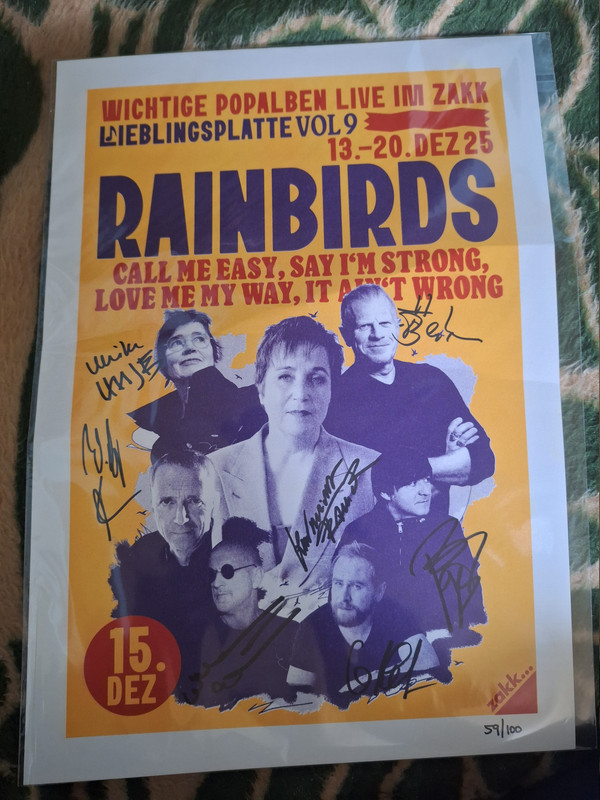 WICHTIGE POPALBEN LIVE IM ZAKK
LIEBLINGSPLATTE VOL 9
13.–20. DEZ 25
RAINBIRDS
CALL ME EASY, SAY I'M STRONG,
LOVE ME MY WAY, IT AIN'T WRONG
15.
DEZ
zakk...
59/100